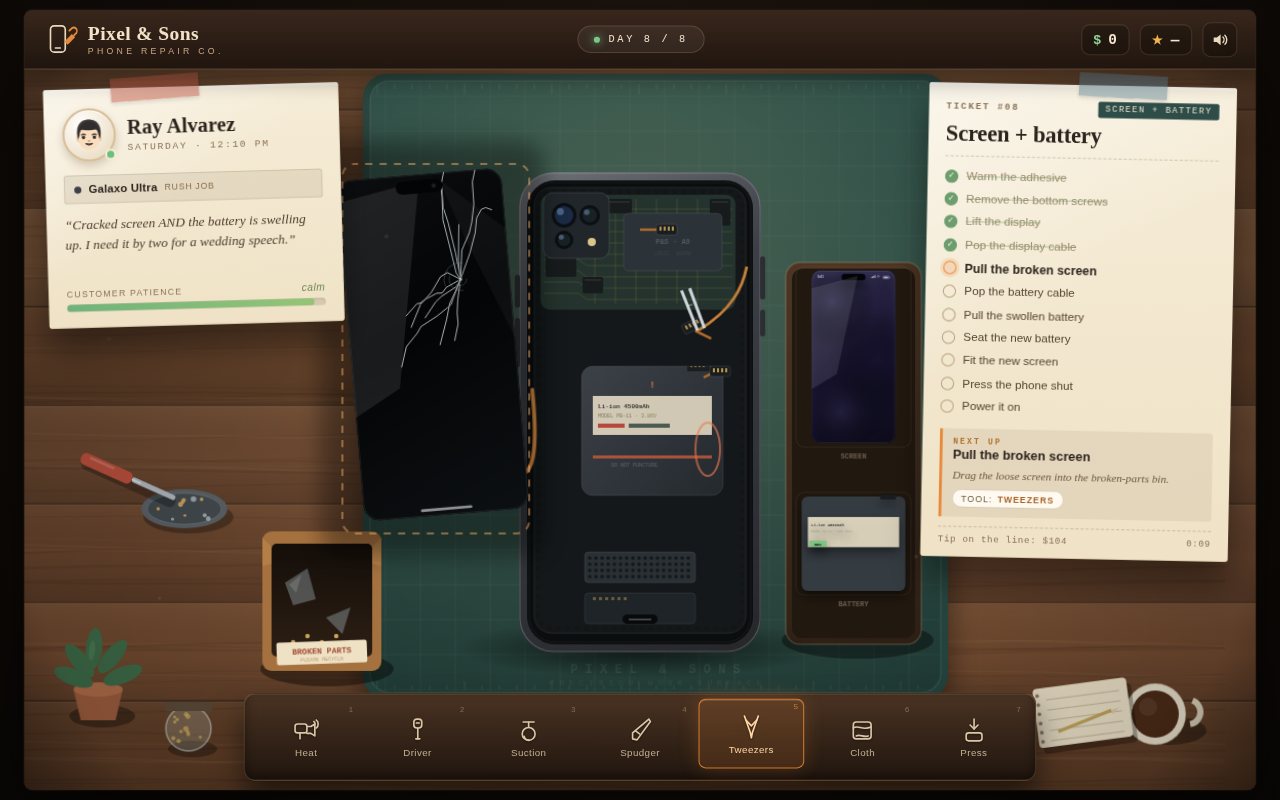 Pixel & Sons
PHONE REPAIR CO.
DAY 8 / 8
$ 0
★ —
Ray Alvarez
SATURDAY · 12:10 PM
Galaxo Ultra RUSH JOB
“Cracked screen AND the battery is swelling
up. I need it by two for a wedding speech.”
CUSTOMER PATIENCE calm
TICKET #08
SCREEN + BATTERY
Screen + battery
Warm the adhesive
Remove the bottom screws
Lift the display
Pop the display cable
Pull the broken screen
Pop the battery cable
Pull the swollen battery
Seat the new battery
Fit the new screen
Press the phone shut
Power it on
NEXT UP
Pull the broken screen
Drag the loose screen into the broken-parts bin.
TOOL: TWEEZERS
Tip on the line: $104 0:09
P&S · A9
!
Li-ion 4500mAh
DO NOT PUNCTURE
SCREEN
BATTERY
BROKEN PARTS
PIXEL & SONS
1
Heat
2
Driver
3
Suction
4
Spudger
5
Tweezers
6
Cloth
7
Press